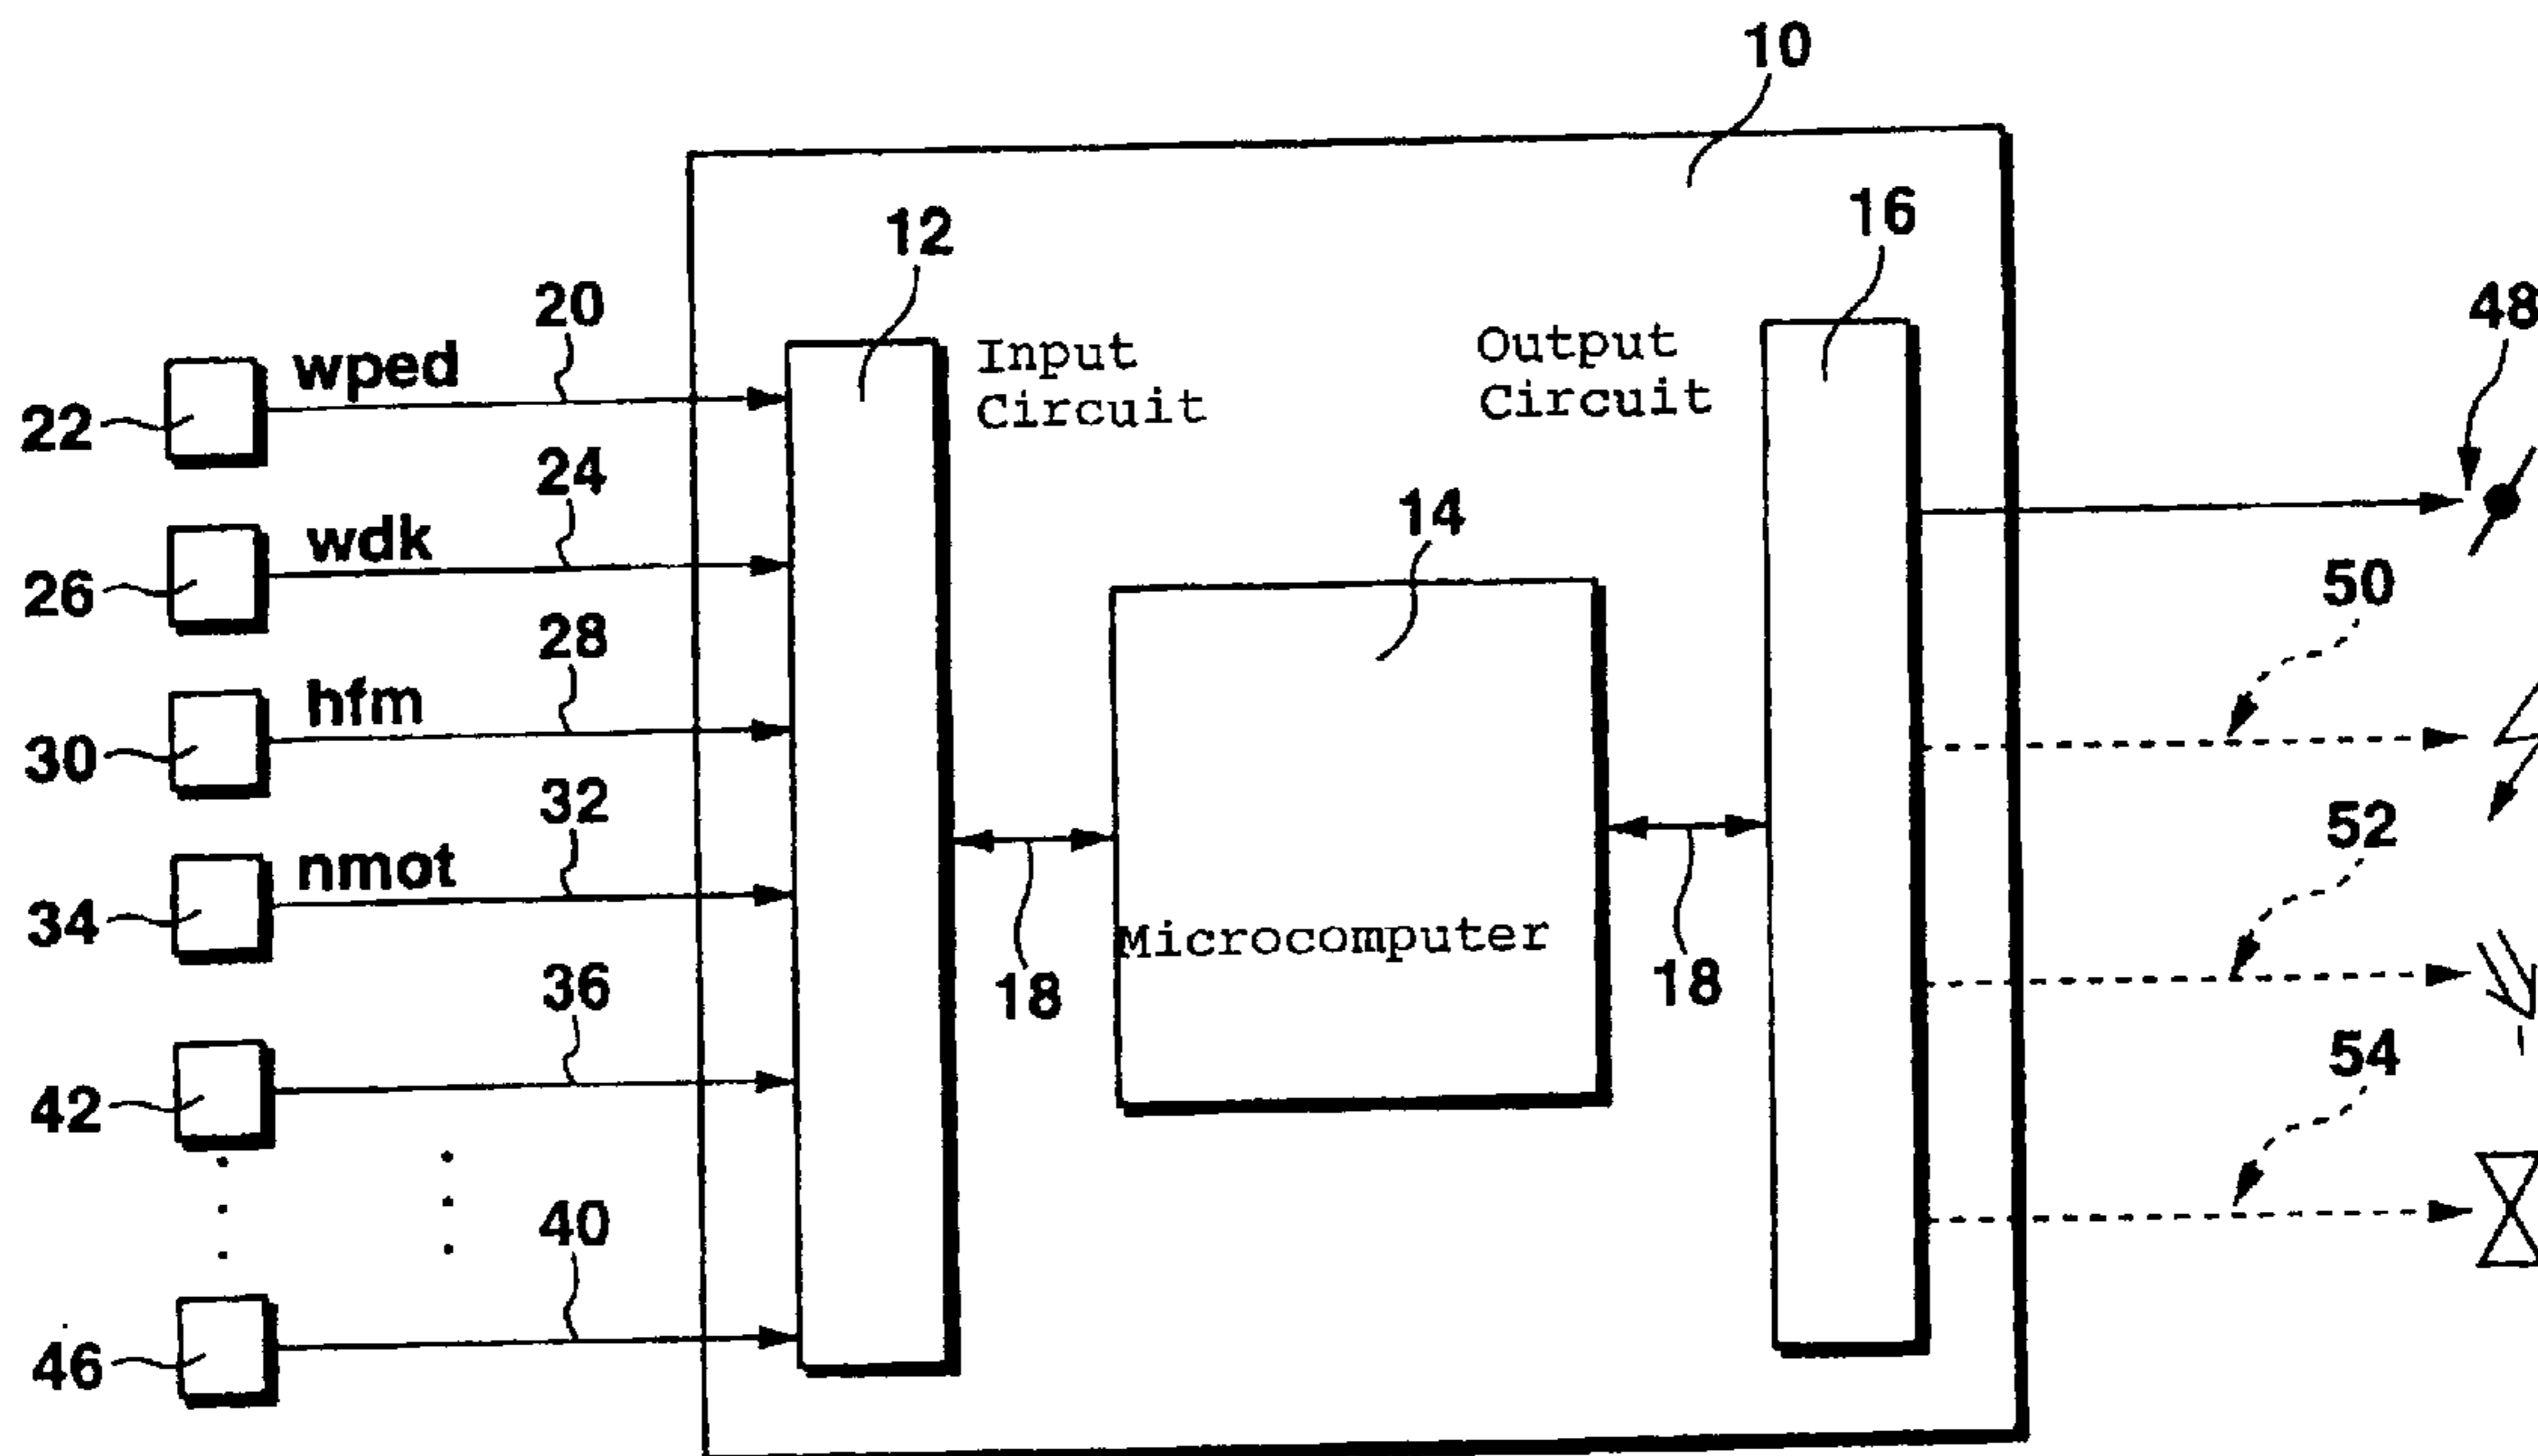 10
12
16
20
wped
22
Input
Circuit
Output
Circuit
48
24
wdk
26
14
50
28
hfm
30
32
nmot
34
52
Microcomputer
18
18
36
42
54
40
46